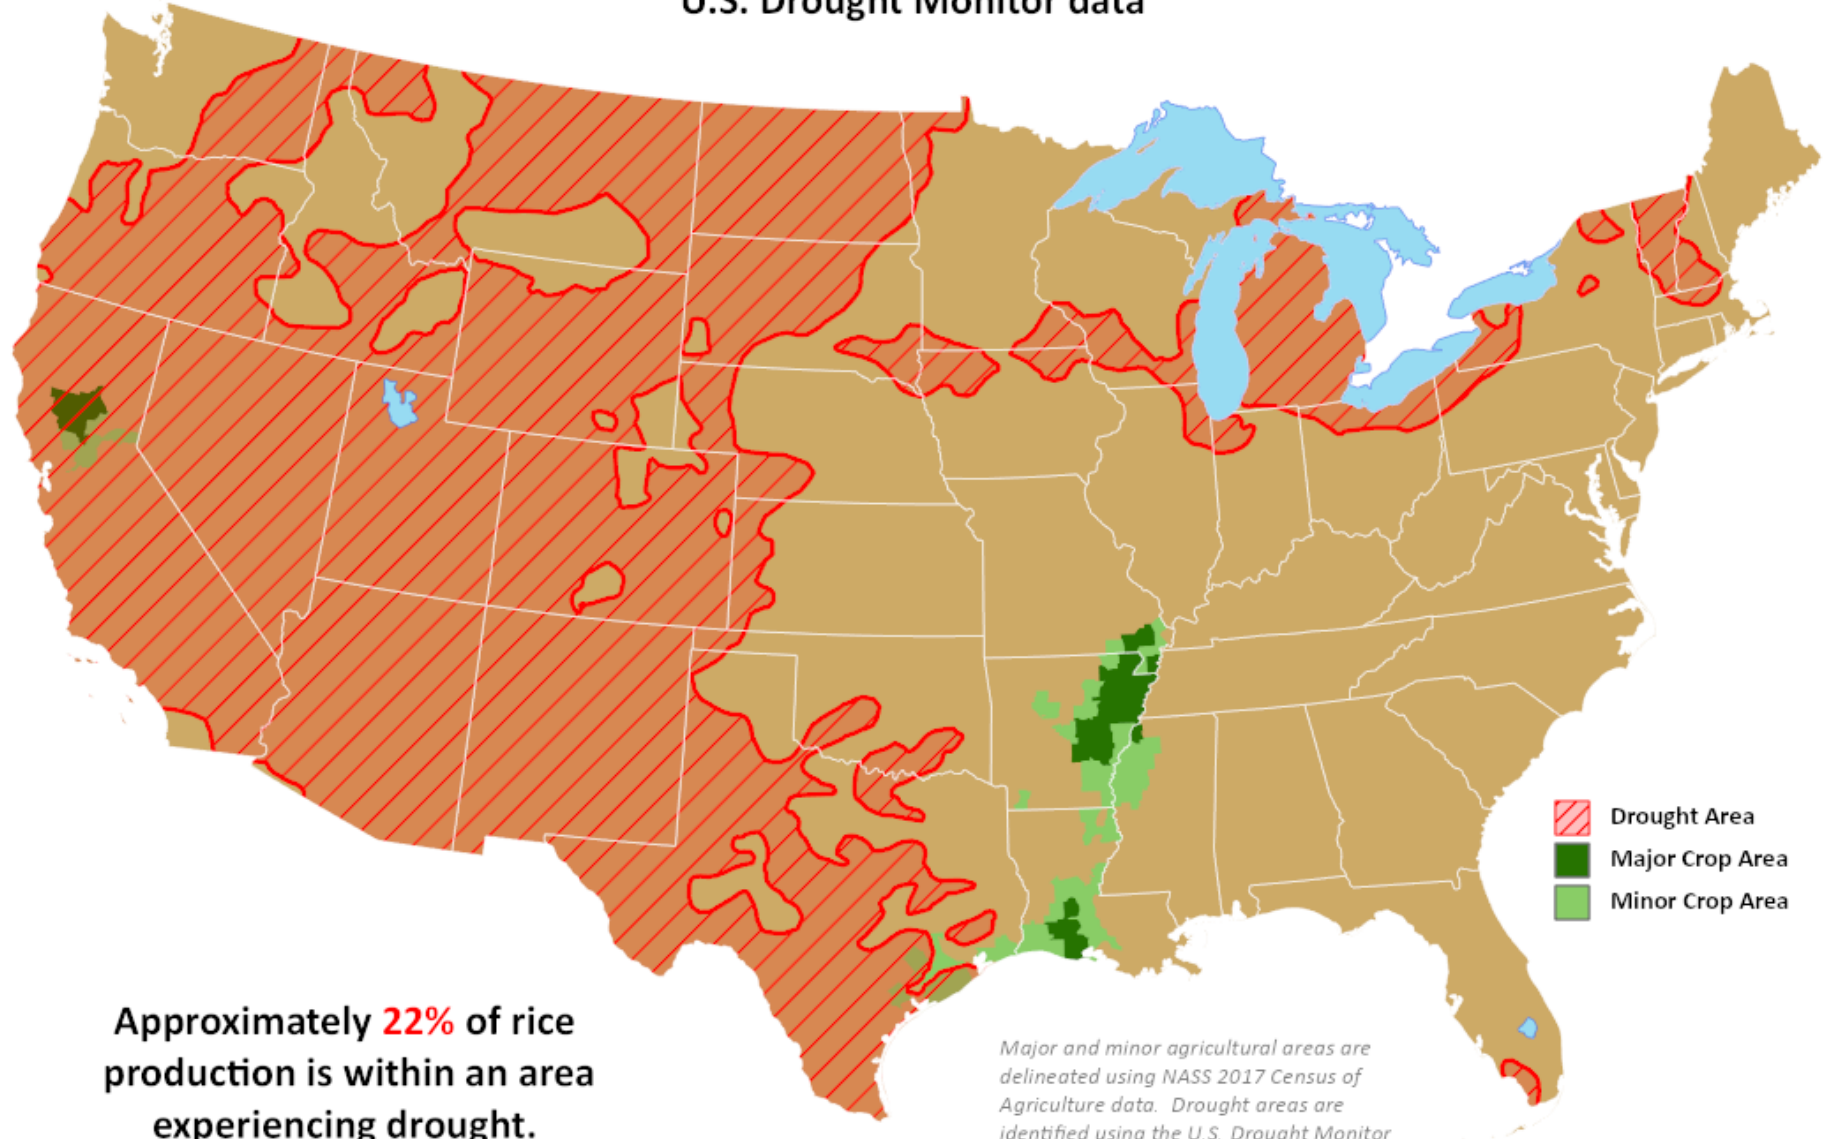 U.S. Drought Monitor data
Drought Area
Major Crop Area
Minor Crop Area
Approximately 22% of rice
production is within an area
experiencing drought.
Major and minor agricultural areas are
delineated using NASS 2017 Census of
Agriculture data. Drought areas are
identified using the U.S. Drought Monitor